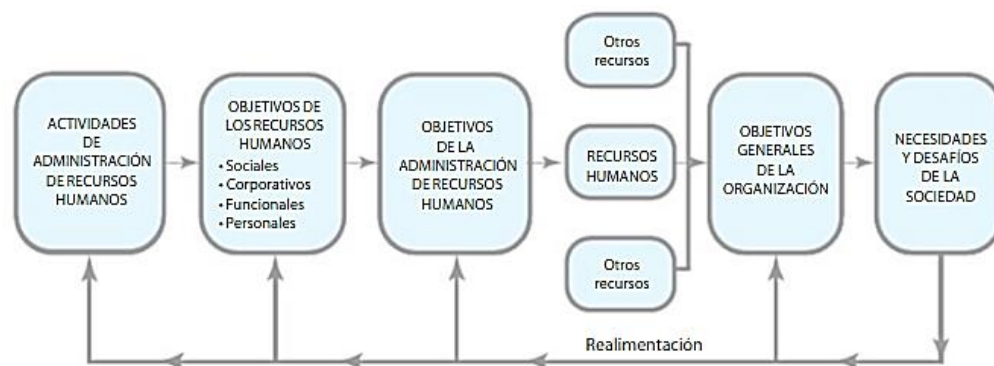 ACTIVIDADES
DE
ADMINISTRACIÓN
DE RECURSOS
HUMANOS
OBJETIVOS DE
LOS RECURSOS
HUMANOS
• Sociales
• Corporativos
• Funcionales
• Personales
OBJETIVOS
DE LA
ADMINISTRACIÓN
DE RECURSOS
HUMANOS
Otros
recursos
RECURSOS
HUMANOS
Otros
recursos
OBJETIVOS
GENERALES
DE LA
ORGANIZACIÓN
NECESIDADES
Y DESAFÍOS
DE LA
SOCIEDAD
Realimentación